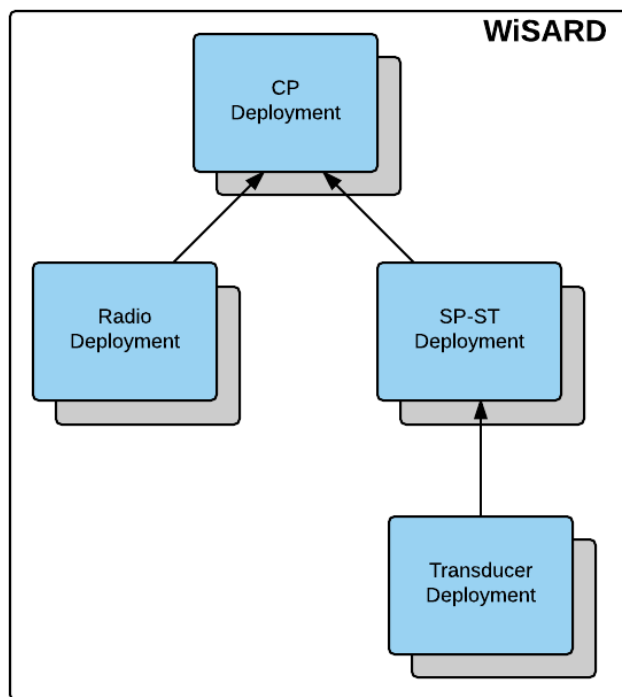 WiSARD
CP
Deployment
Radio
Deployment
SP-ST
Deployment
Transducer
Deployment